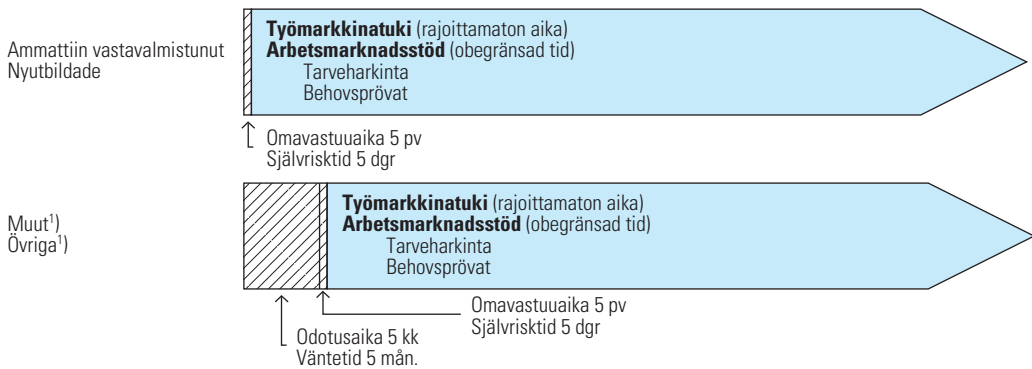 Ammattiin vastavalmistunut
Nyutbildade
Työmarkkinatuki (rajoittamaton aika)
Arbetsmarknadsstöd (obegränsad tid)
Tarveharkinta
Behovsprövat
Omavastuuaika 5 pv
Självrisktid 5 dgr
Muut¹)
Övriga¹)
Työmarkkinatuki (rajoittamaton aika)
Arbetsmarknadsstöd (obegränsad tid)
Tarveharkinta
Behovsprövat
Omavastuuaika 5 pv
Självrisktid 5 dgr
Odotusaika 5 kk
Väntetid 5 mån.